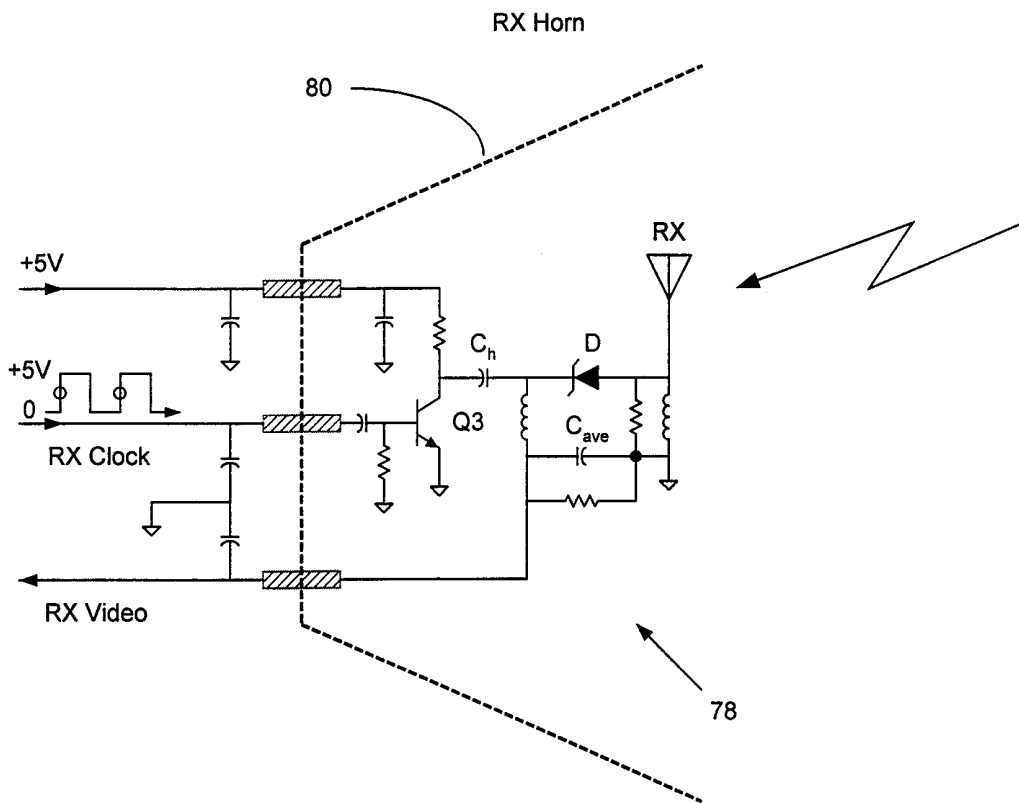 RX Horn
80
RX
+5V
C_h
D
+5V
0
Q3
C_ave
RX Clock
RX Video
78